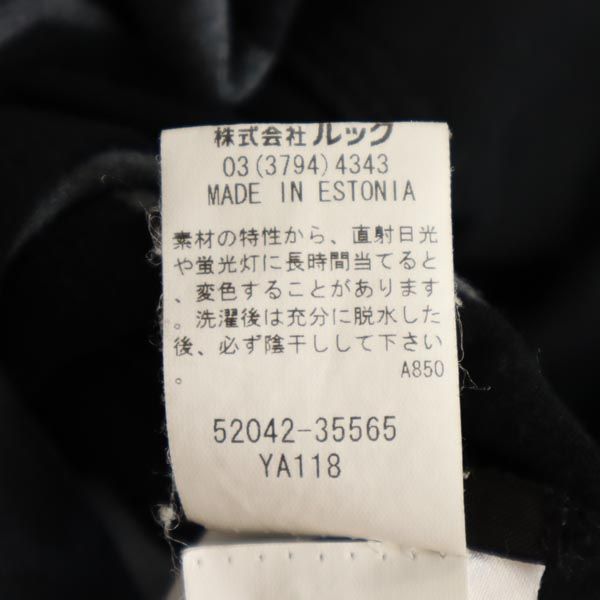 株式会社 ルック
03(3794)4343
MADE IN ESTONIA
素材の特性から、直射日光
や蛍光灯に長時間当てると
、変色することがあります
。洗濯後は充分に脱水した
後、必ず陰干しして下さい
。
A850
52042-35565
YA118